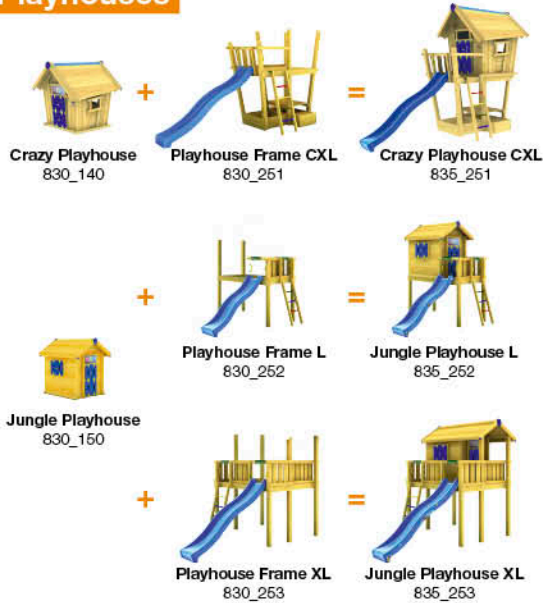 Playhouses
+
=
Crazy Playhouse
830_140
Playhouse Frame CXL
830_251
Crazy Playhouse CXL
835_251
+
=
Playhouse Frame L
830_252
Jungle Playhouse L
835_252
Jungle Playhouse
830_150
+
=
Playhouse Frame XL
830_253
Jungle Playhouse XL
835_253